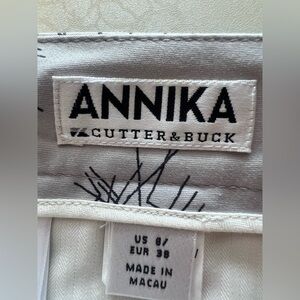 ANNIKA
CUTTER & BUCK
US 6/
EUR 38
MADE IN
MACAU